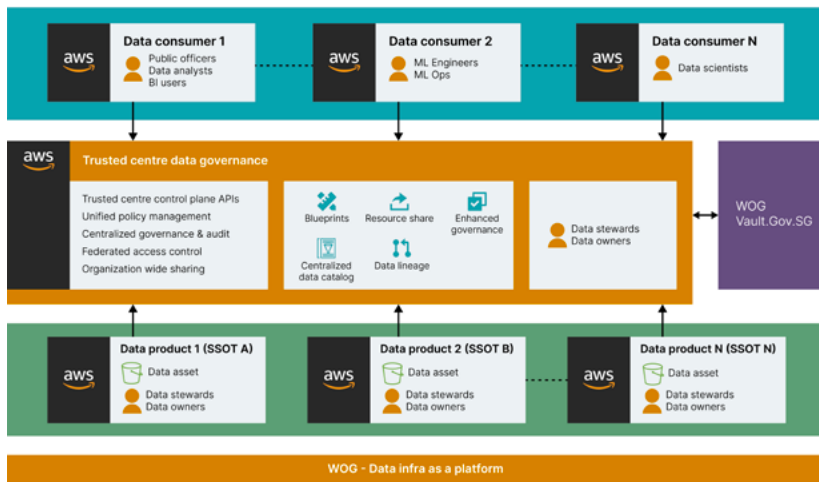 aws
Data consumer 1
Public officers
Data analysts
BI users
aws
Data consumer 2
ML Engineers
ML Ops
aws
Data consumer N
Data scientists
aws
Trusted centre data governance
Trusted centre control plane APIs
Unified policy management
Centralized governance & audit
Federated access control
Organization wide sharing
Blueprints
Resource share
Enhanced
governance
Centralized
data catalog
Data lineage
Data stewards
Data owners
WOG
Vault.Gov.SG
aws
Data product 1 (SSOT A)
Data asset
Data stewards
Data owners
aws
Data product 2 (SSOT B)
Data asset
Data stewards
Data owners
aws
Data product N (SSOT N)
Data asset
Data stewards
Data owners
WOG - Data infra as a platform